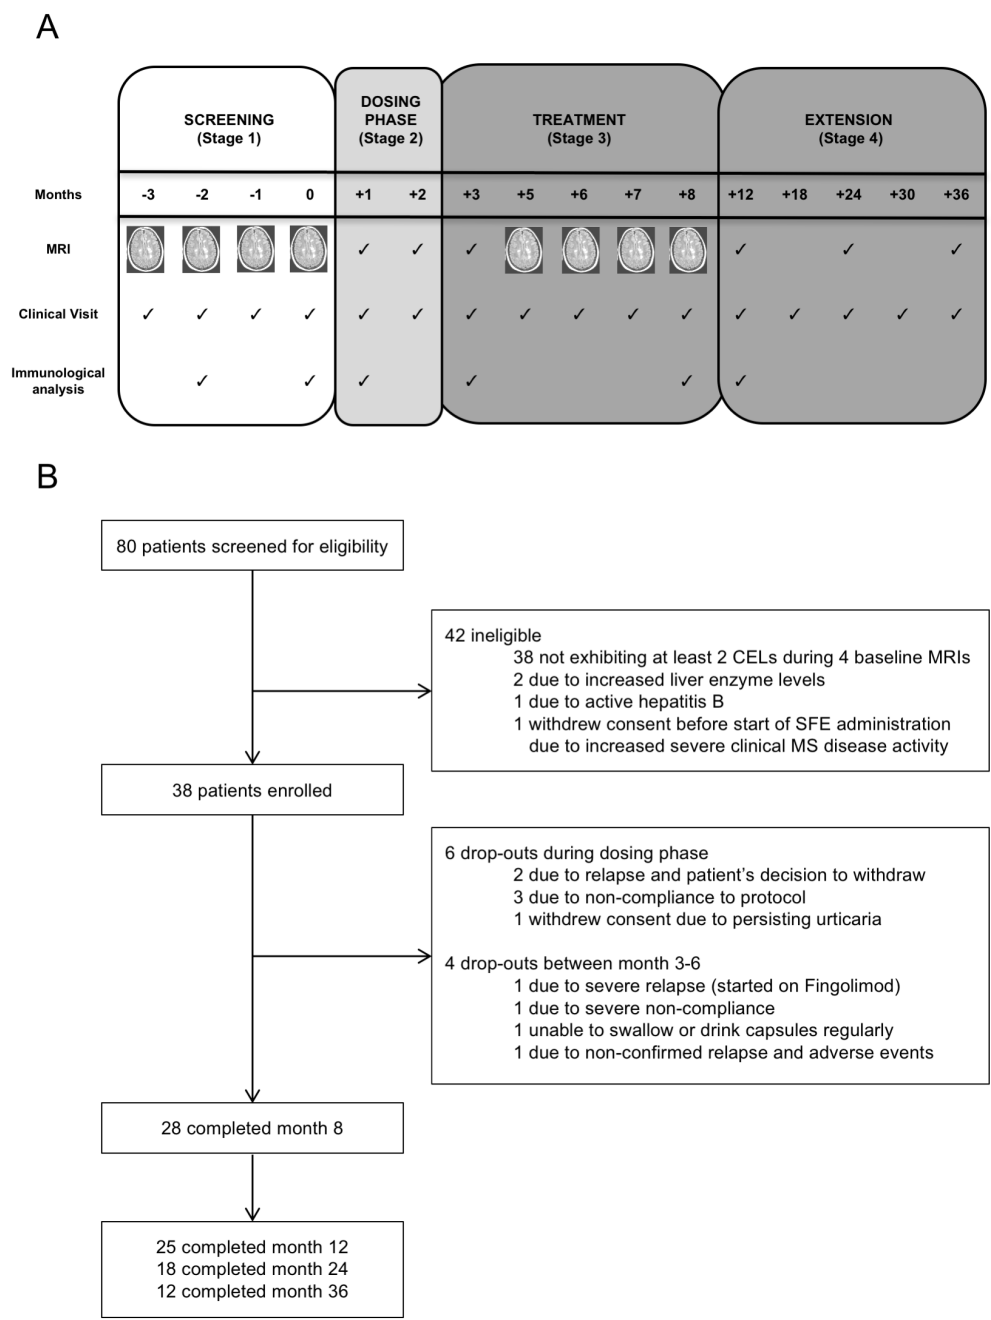 A
SCREENING
(Stage 1)
DOSING
PHASE
(Stage 2)
TREATMENT
(Stage 3)
EXTENSION
(Stage 4)
Months -3 -2 -1 0 +1 +2 +3 +5 +6 +7 +8 +12 +18 +24 +30 +36
MRI ✓ ✓ ✓ ✓ ✓ ✓
Clinical Visit ✓ ✓ ✓ ✓ ✓ ✓ ✓ ✓ ✓ ✓ ✓ ✓ ✓ ✓ ✓ ✓
Immunological
analysis ✓ ✓ ✓ ✓ ✓ ✓
B
80 patients screened for eligibility
42 ineligible
38 not exhibiting at least 2 CELs during 4 baseline MRIs
2 due to increased liver enzyme levels
1 due to active hepatitis B
1 withdrew consent before start of SFE administration
due to increased severe clinical MS disease activity
38 patients enrolled
6 drop-outs during dosing phase
2 due to relapse and patient’s decision to withdraw
3 due to non-compliance to protocol
1 withdrew consent due to persisting urticaria
4 drop-outs between month 3-6
1 due to severe relapse (started on Fingolimod)
1 due to severe non-compliance
1 unable to swallow or drink capsules regularly
1 due to non-confirmed relapse and adverse events
28 completed month 8
25 completed month 12
18 completed month 24
12 completed month 36